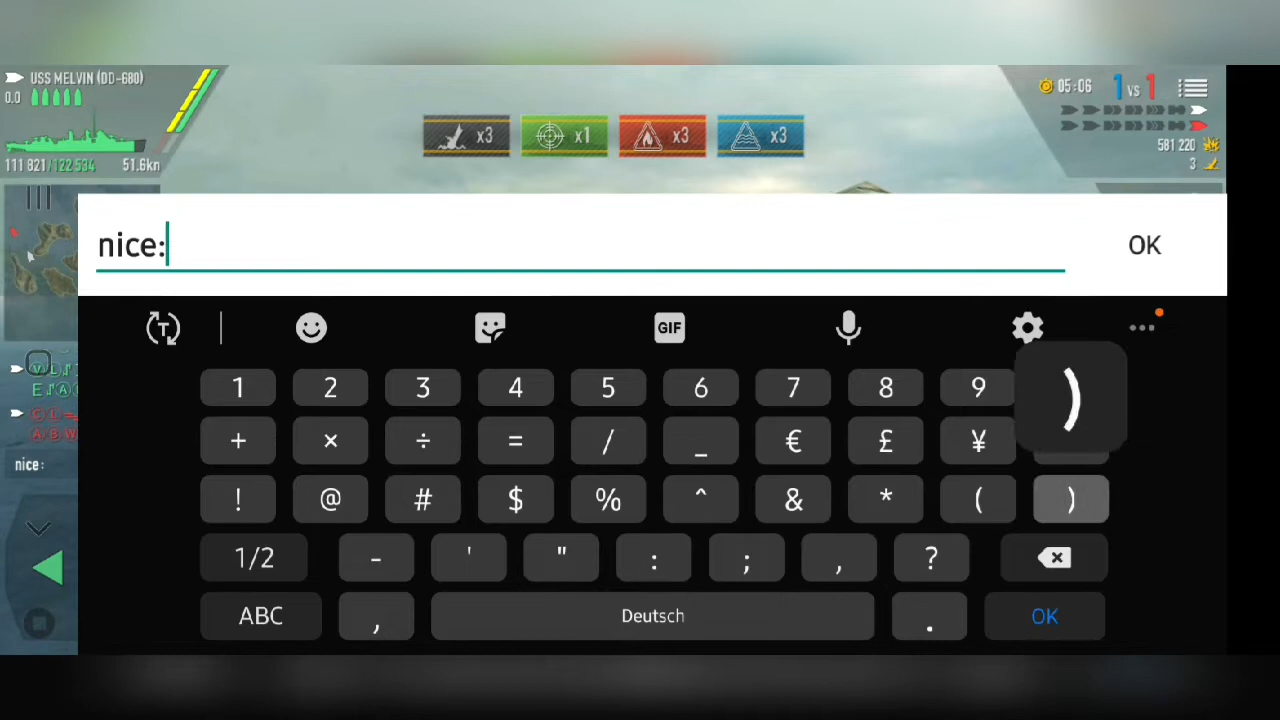 USS MELVIN (DD-680)
0.0
111 821/122 534 51.6kn
x3 x1 x3 x3
05:06 1 vs 1
581 220
3
nice:
OK
T
GIF
1 2 3 4 5 6 7 8 9
)
+ × ÷ = / _ € £ ¥
! @ # $ % ^ & * ( )
1/2 - ' " : ; , ?
ABC , Deutsch . OK
nice: